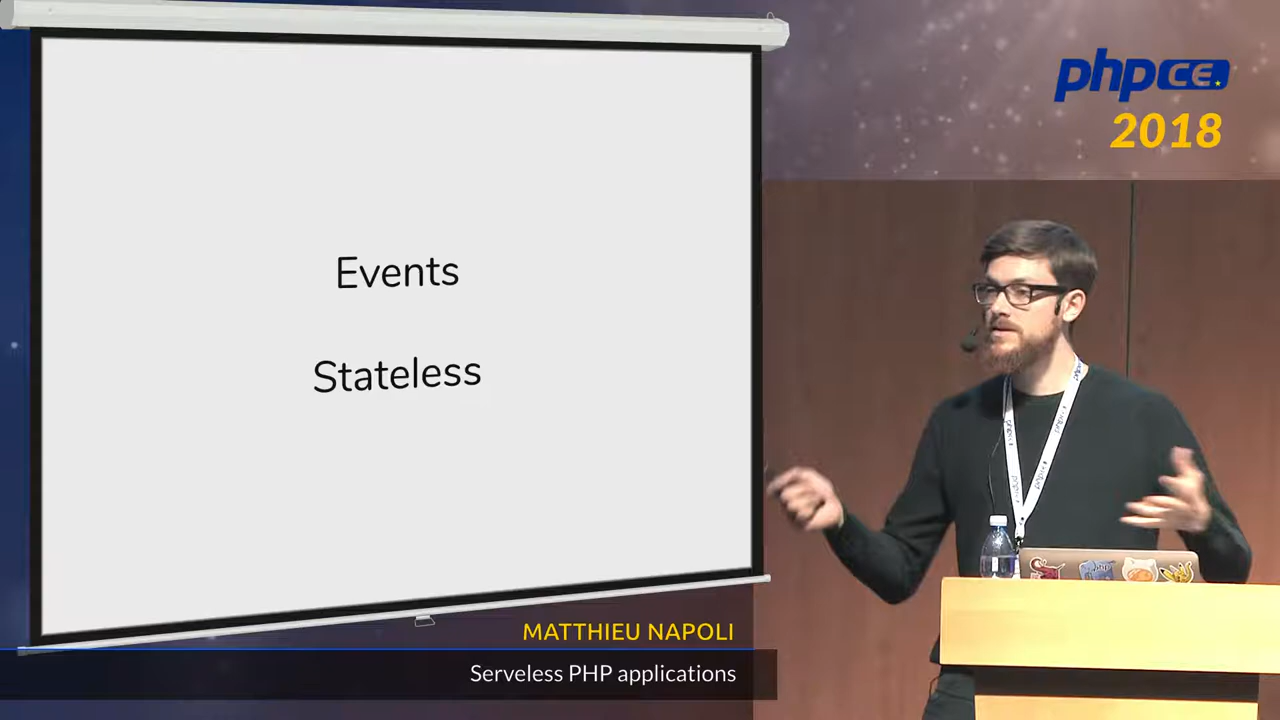 Events
Stateless
phpce
2018
MATTHIEU NAPOLI
Serveless PHP applications